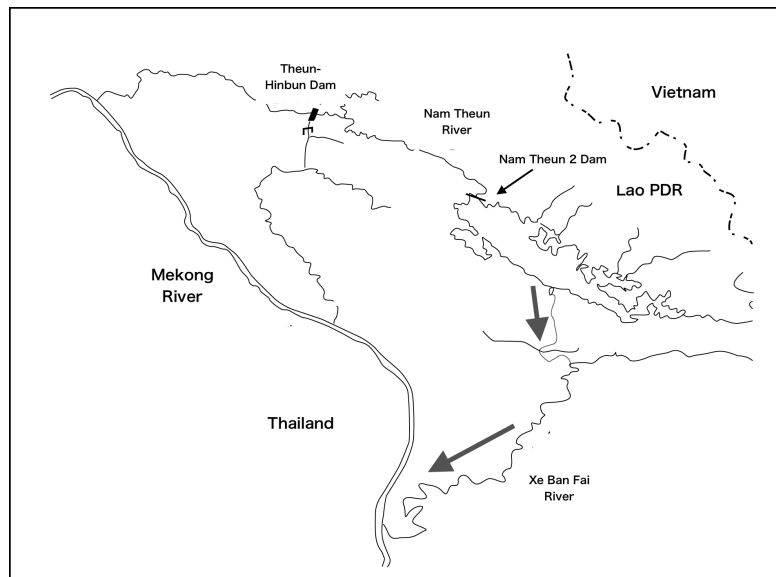 Theun-
Hinbun Dam
Vietnam
Nam Theun
River
Nam Theun 2 Dam
Lao PDR
Mekong
River
Thailand
Xe Ban Fai
River